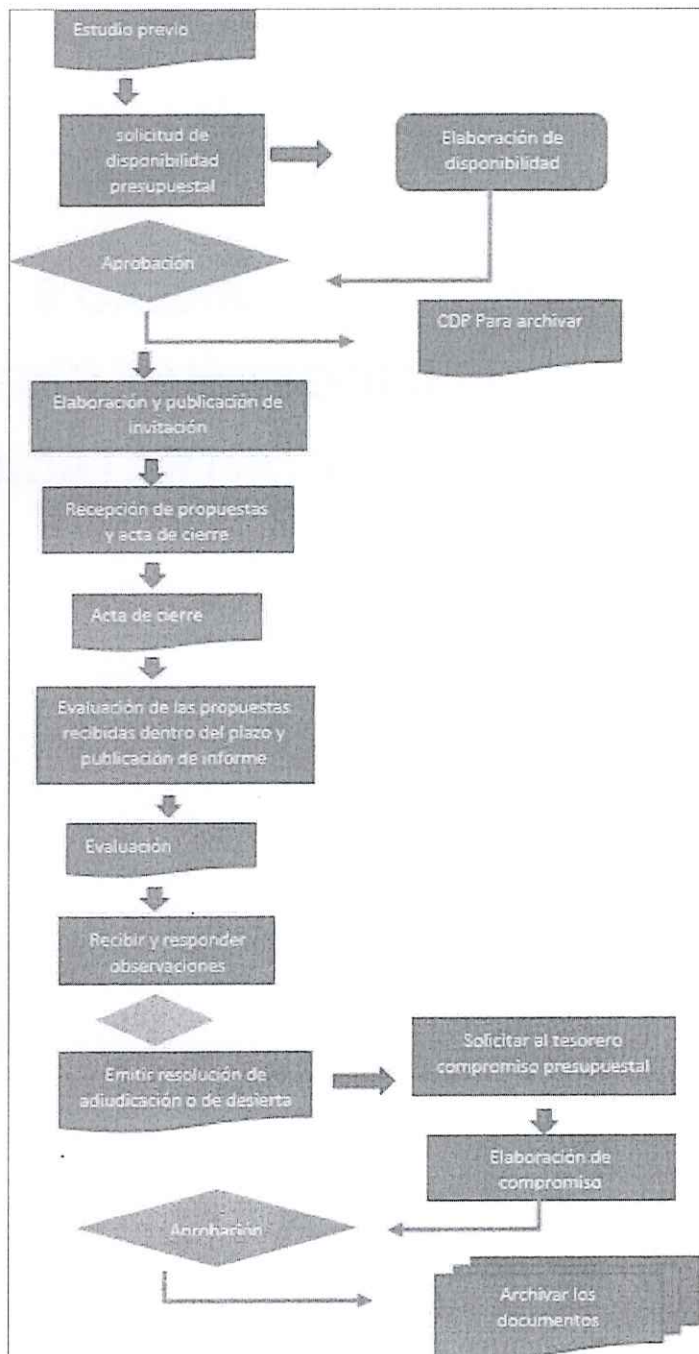 Estudio previo
solicitud de
disponibilidad
presupuestal
Elaboración de
disponibilidad
Aprobación
CDP Para archivar
Elaboración y publicación de
invitación
Recepción de propuestas
y acta de cierre
Acta de cierre
Evaluación de las propuestas
recibidas dentro del plazo y
publicación de informe
Evaluación
Recibir y responder
observaciones
Emitir resolución de
adjudicación o de desierta
Solicitar al tesorero
compromiso presupuestal
Elaboración de
compromiso
Aprobación
Archivar los
documentos